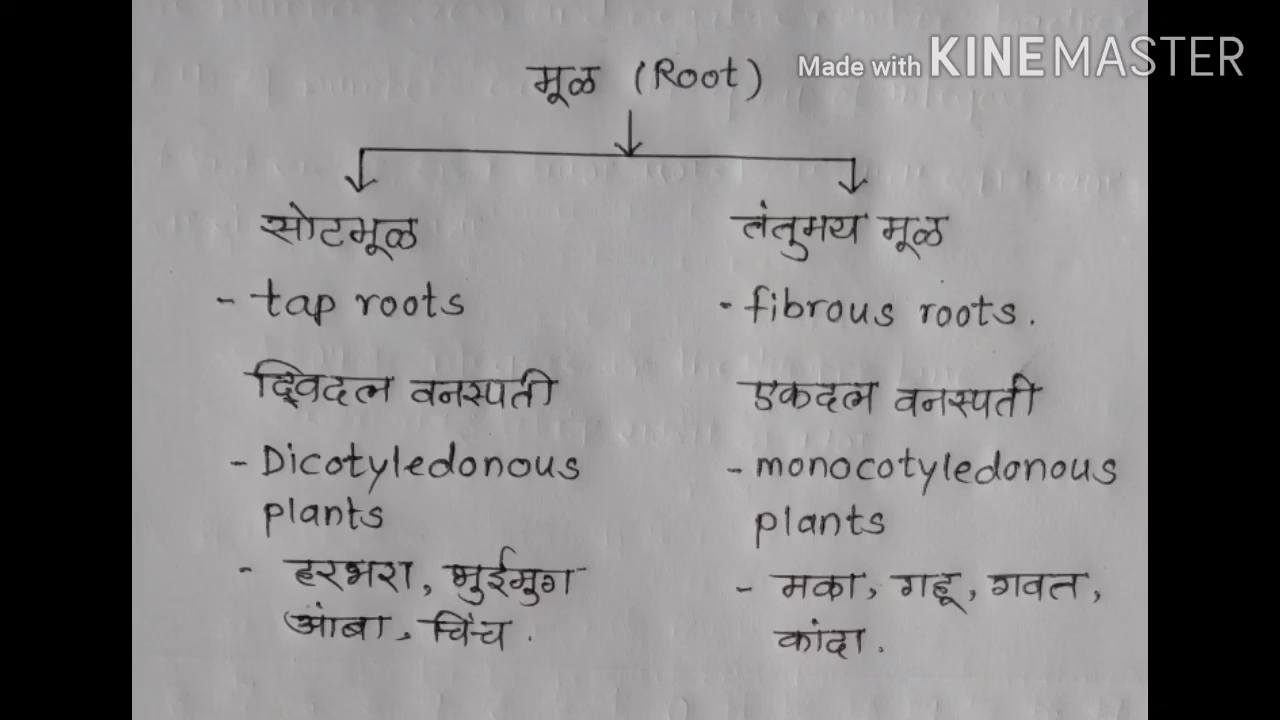 Made with KINEMASTER
मूळ (Root)
सोटमूळ
- tap roots
द्विदल वनस्पती
- Dicotyledonous
plants
- हरभरा, भुईमुग
आंबा, चिंच.
तंतुमय मूळ
- fibrous roots.
एकदल वनस्पती
- monocotyledonous
plants
- मका, गहू, गवत,
कांदा.